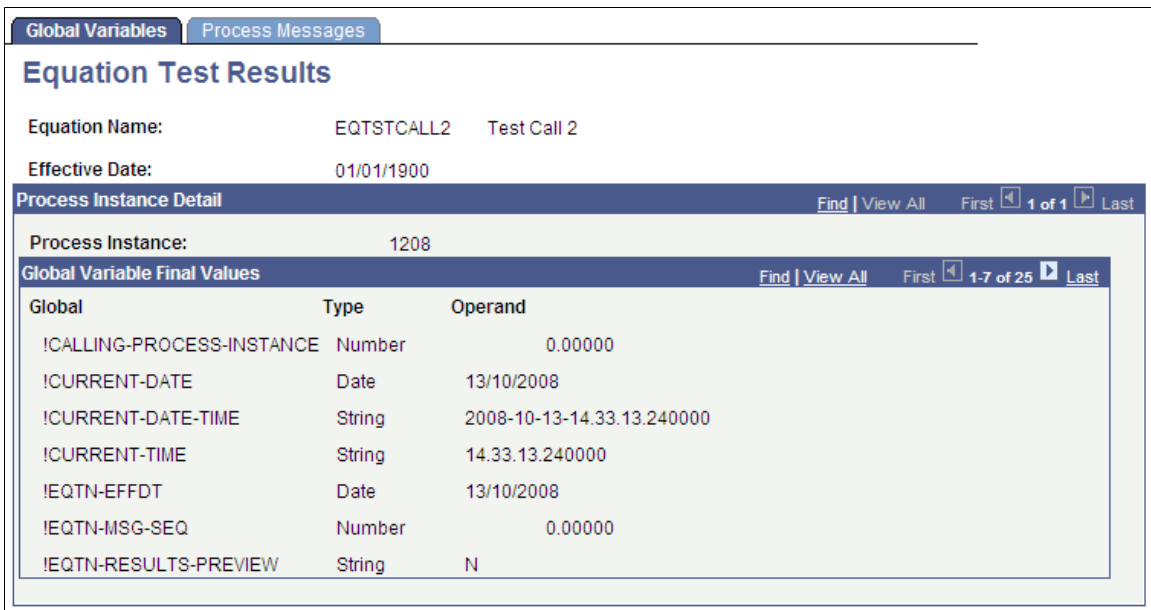 Global Variables Process Messages
Equation Test Results
Equation Name: EQTSTCALL2 Test Call 2
Effective Date: 01/01/1900
Process Instance Detail Find | View All First 1 of 1 Last
Process Instance: 1208
Global Variable Final Values Find | View All First 1-7 of 25 Last
Global Type Operand
!CALLING-PROCESS-INSTANCE Number 0.00000
!CURRENT-DATE Date 13/10/2008
!CURRENT-DATE-TIME String 2008-10-13-14.33.13.240000
!CURRENT-TIME String 14.33.13.240000
!EQTN-EFFDT Date 13/10/2008
!EQTN-MSG-SEQ Number 0.00000
!EQTN-RESULTS-PREVIEW String N